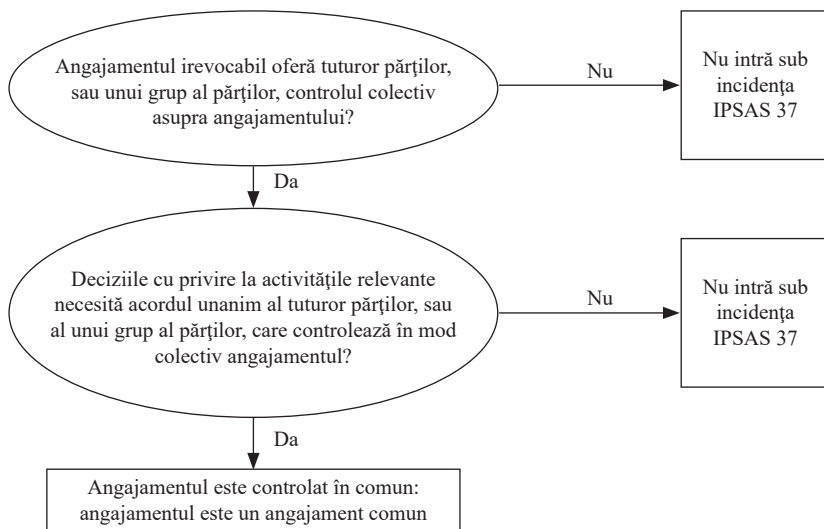 Angajamentul irevocabil oferă tuturor părţilor,
sau unui grup al părţilor, controlul colectiv
asupra angajamentului?
Nu
Nu intră sub
incidenţa
IPSAS 37
Da
Deciziile cu privire la activităţile relevante
necesită acordul unanim al tuturor părţilor, sau
al unui grup al părţilor, care controlează în mod
colectiv angajamentul?
Nu
Nu intră sub
incidenţa
IPSAS 37
Da
Angajamentul este controlat în comun:
angajamentul este un angajament comun